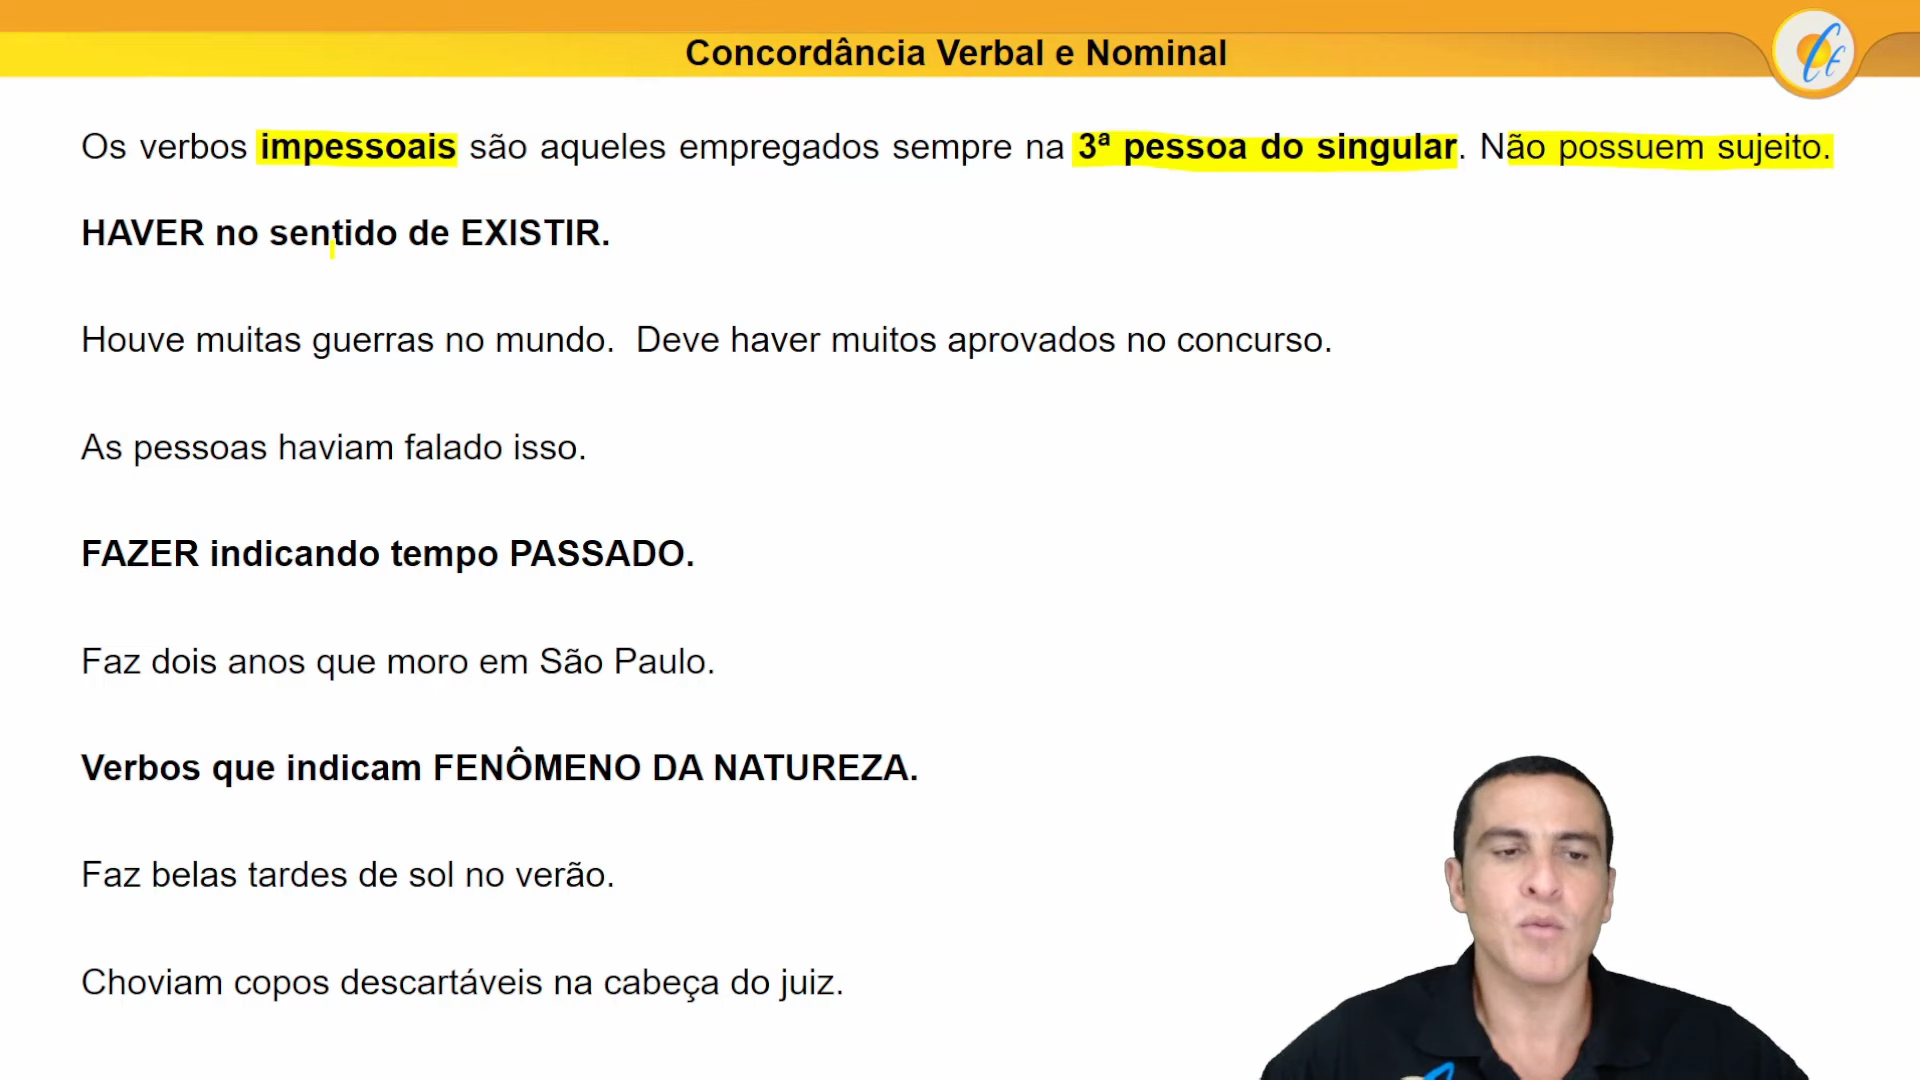 Concordância Verbal e Nominal
Os verbos impessoais são aqueles empregados sempre na 3ª pessoa do singular. Não possuem sujeito.
HAVER no sentido de EXISTIR.
Houve muitas guerras no mundo.  Deve haver muitos aprovados no concurso.
As pessoas haviam falado isso.
FAZER indicando tempo PASSADO.
Faz dois anos que moro em São Paulo.
Verbos que indicam FENÔMENO DA NATUREZA.
Faz belas tardes de sol no verão.
Choviam copos descartáveis na cabeça do juiz.